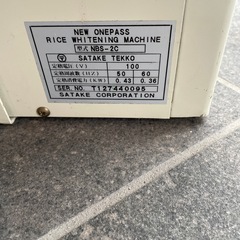 NEW ONEPASS
RICE WHITENING MACHINE
型式 NBS-2C
SATAKE TEKKO
定格電圧(V) 100
定格周波数(HZ) 50 60
定格消費電力(KW) 0.43 0.36
SER.NO. T127440095
SATAKE CORPORATION